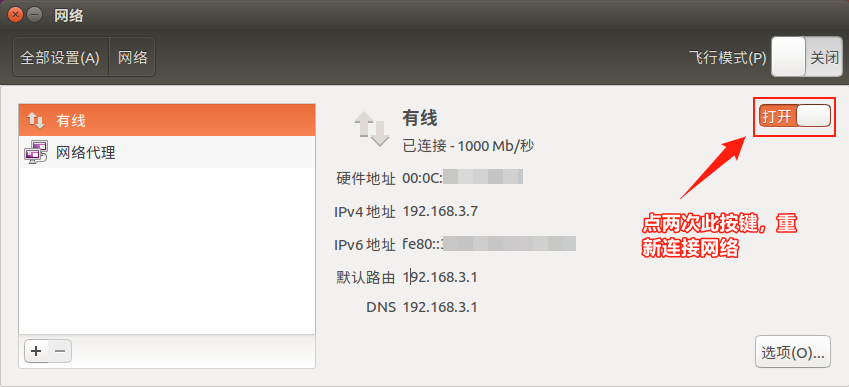 网络
全部设置(A) 网络
飞行模式(P) 关闭
有线
网络代理
有线
已连接 - 1000 Mb/秒
打开
硬件地址 00:0C:
IPv4 地址 192.168.3.7
IPv6 地址 fe80::
默认路由 192.168.3.1
DNS 192.168.3.1
点两次此按键，重
新连接网络
选项(O)...